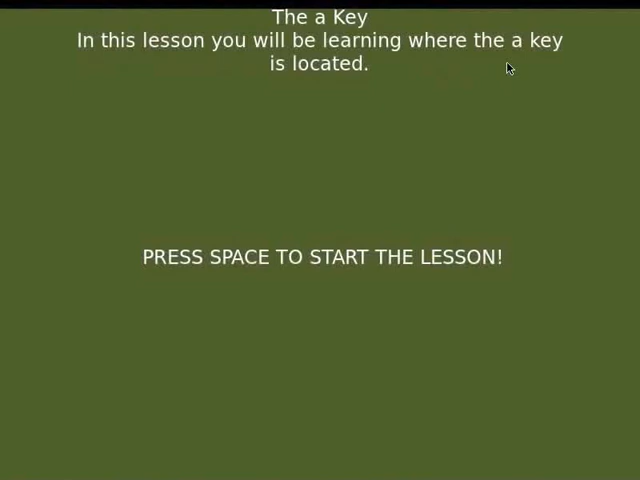 The a Key
In this lesson you will be learning where the a key
is located.
PRESS SPACE TO START THE LESSON!